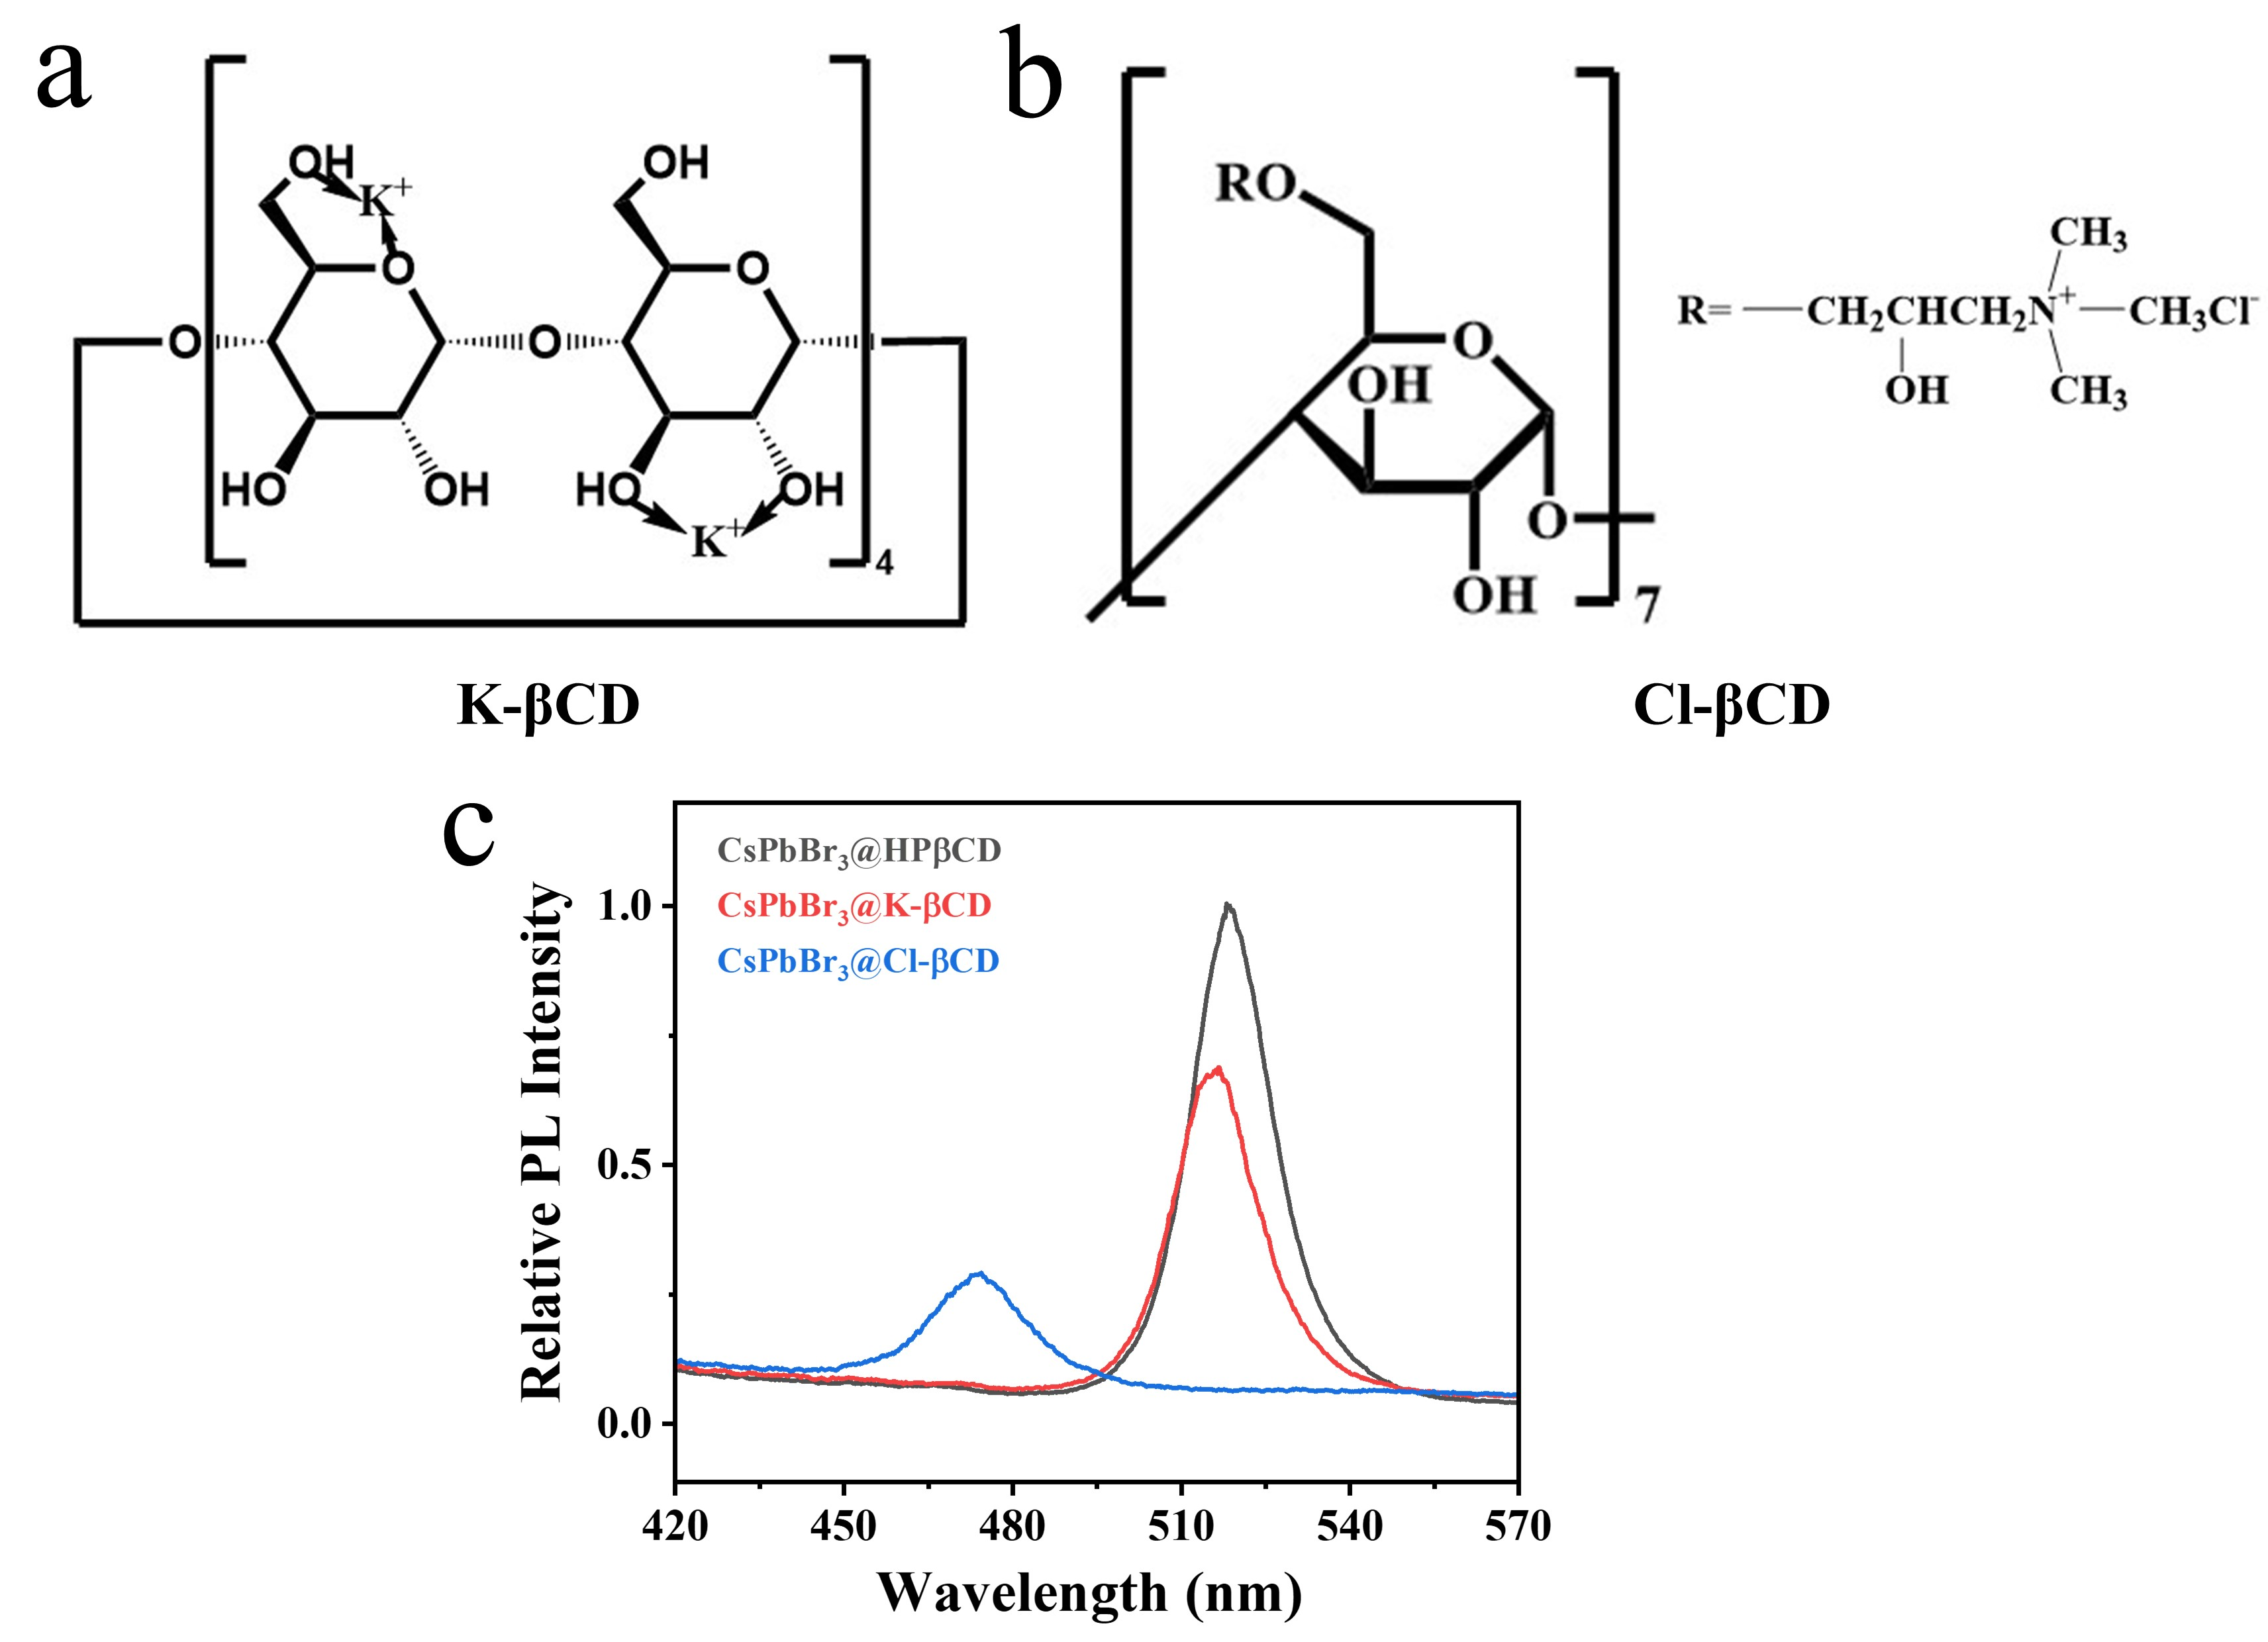 a
OH
K⁺
O
OH
O
O
O
HO
OH
HO
OH
K⁺
4
K-βCD
b
RO
O
OH
O
OH
7
R= —CH₂CHCH₂N⁺—CH₃Cl⁻
CH₃
OH
CH₃
Cl-βCD
c
CsPbBr₃@HPβCD
CsPbBr₃@K-βCD
CsPbBr₃@Cl-βCD
Relative PL Intensity
1.0
0.5
0.0
420 450 480 510 540 570
Wavelength (nm)